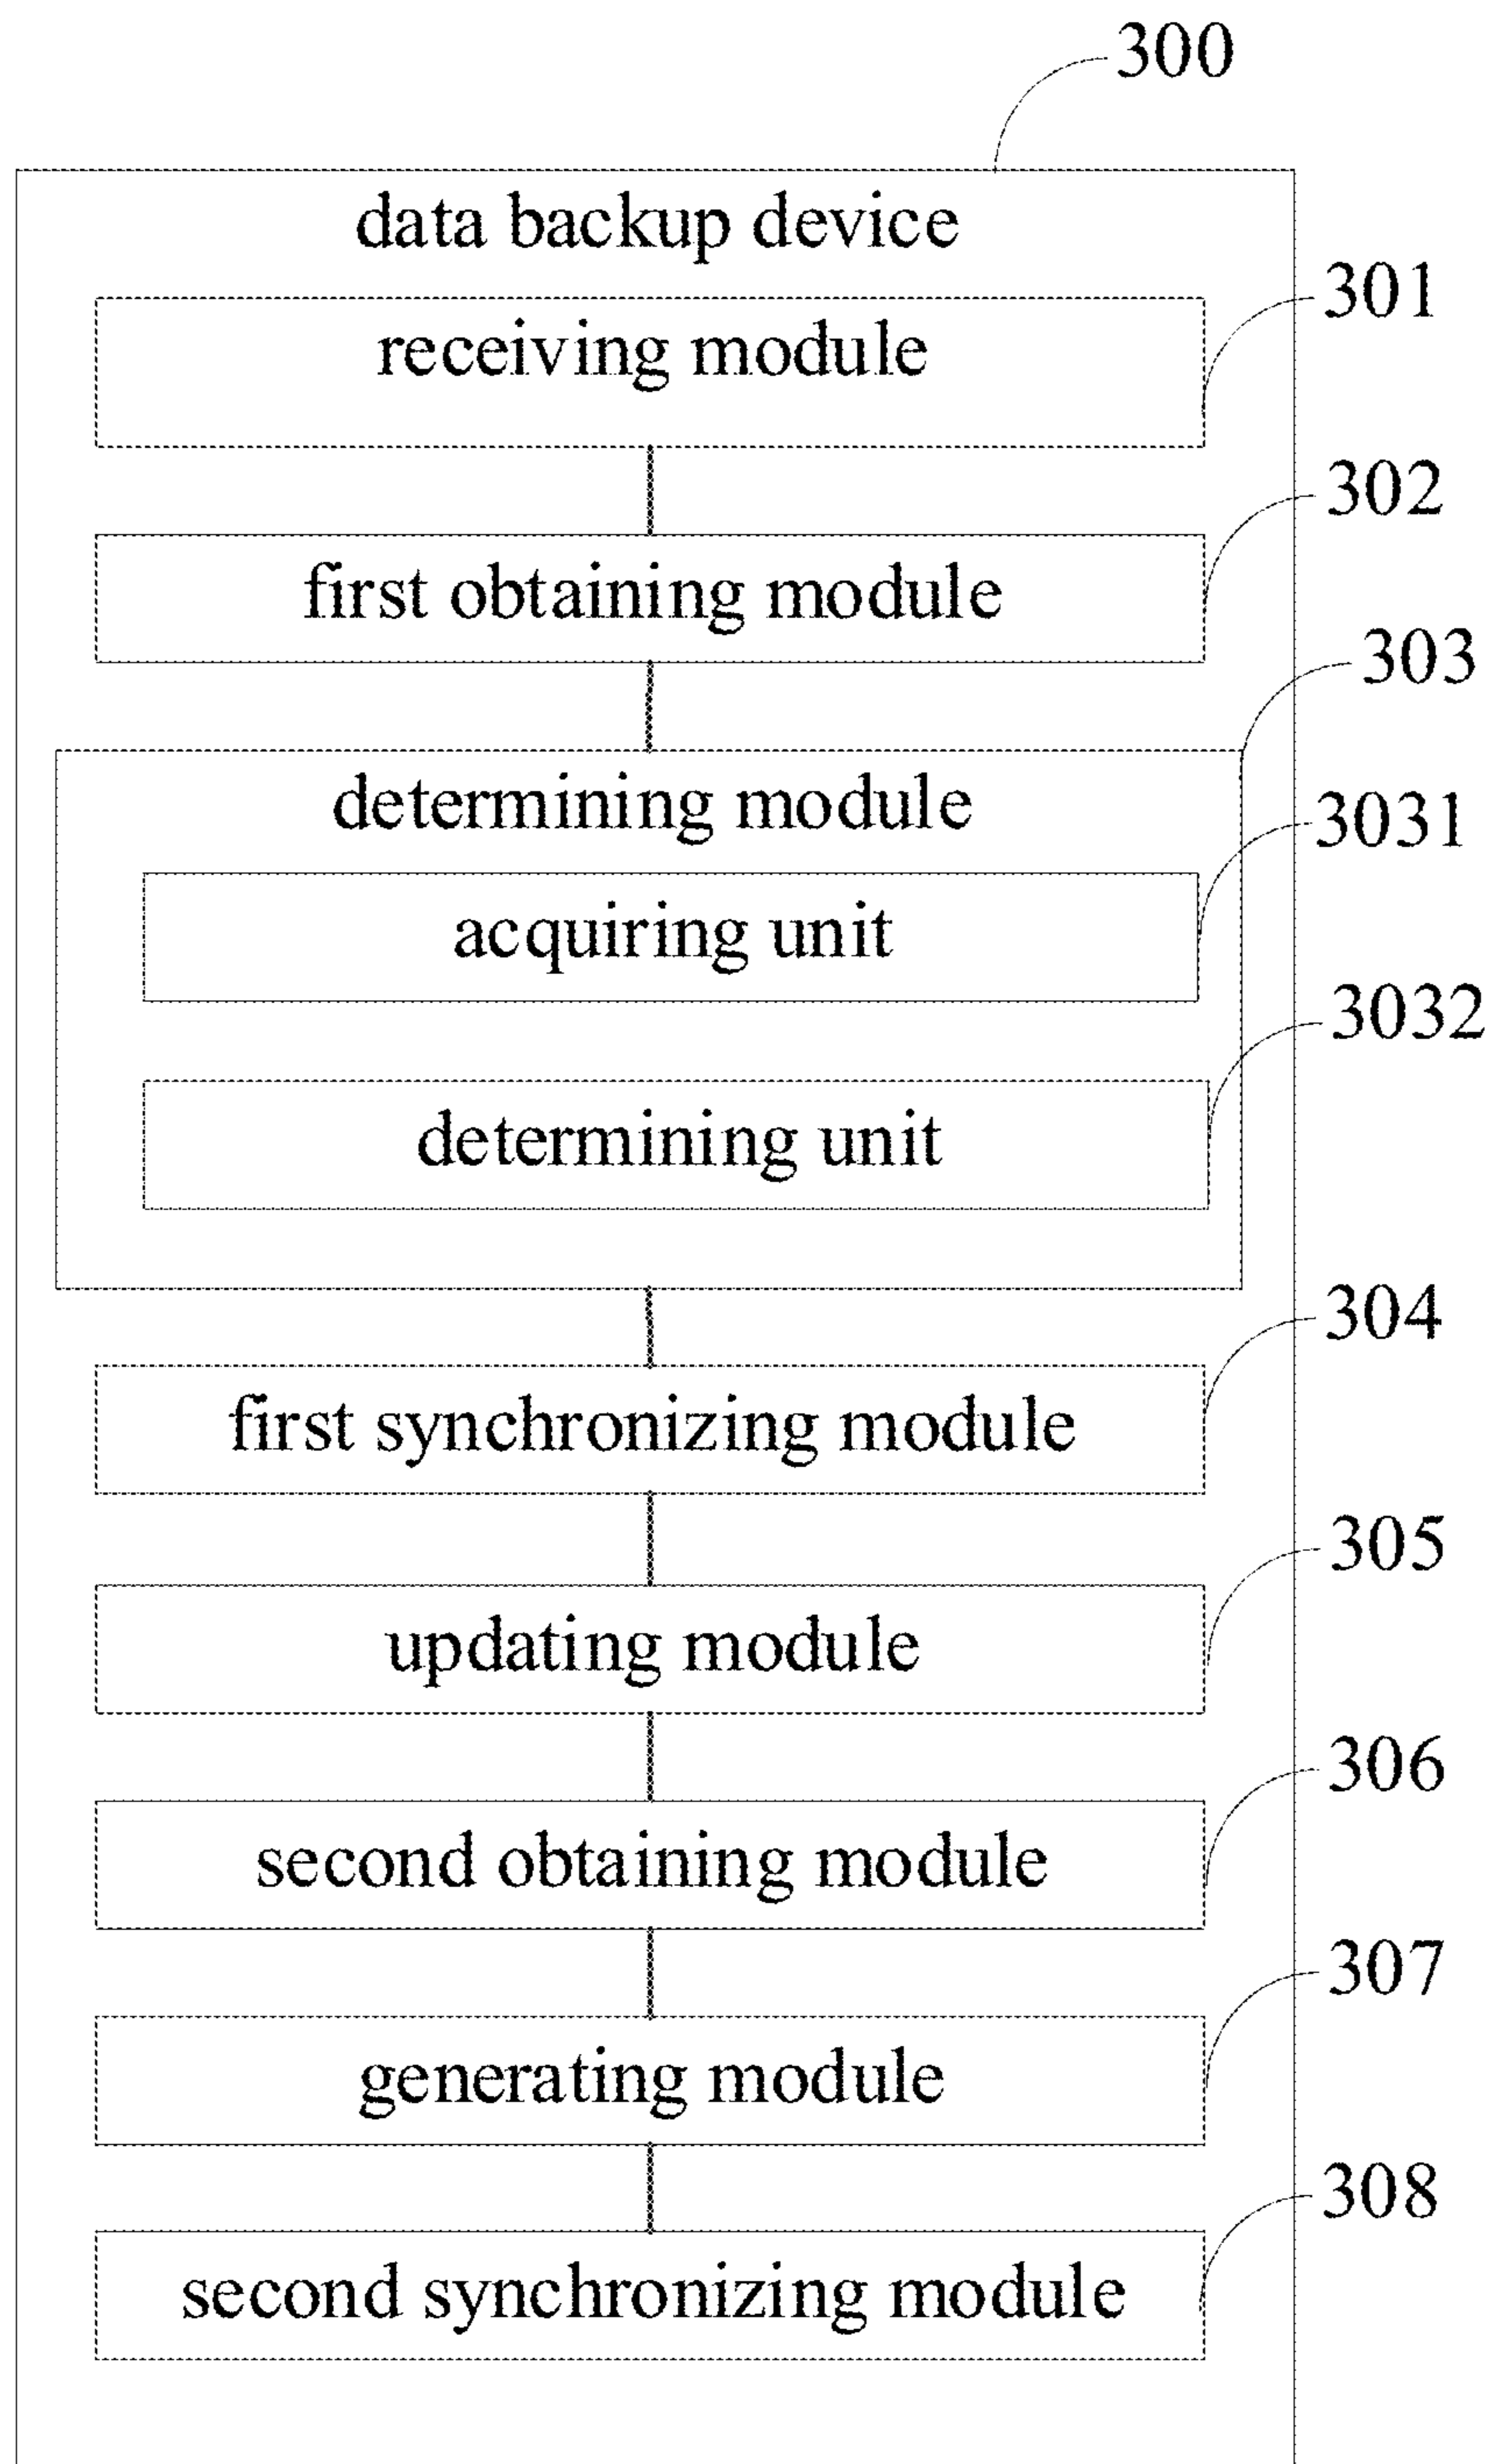 300
data backup device
301
receiving module
302
first obtaining module
303
determining module
3031
acquiring unit
3032
determining unit
304
first synchronizing module
305
updating module
306
second obtaining module
307
generating module
308
second synchronizing module